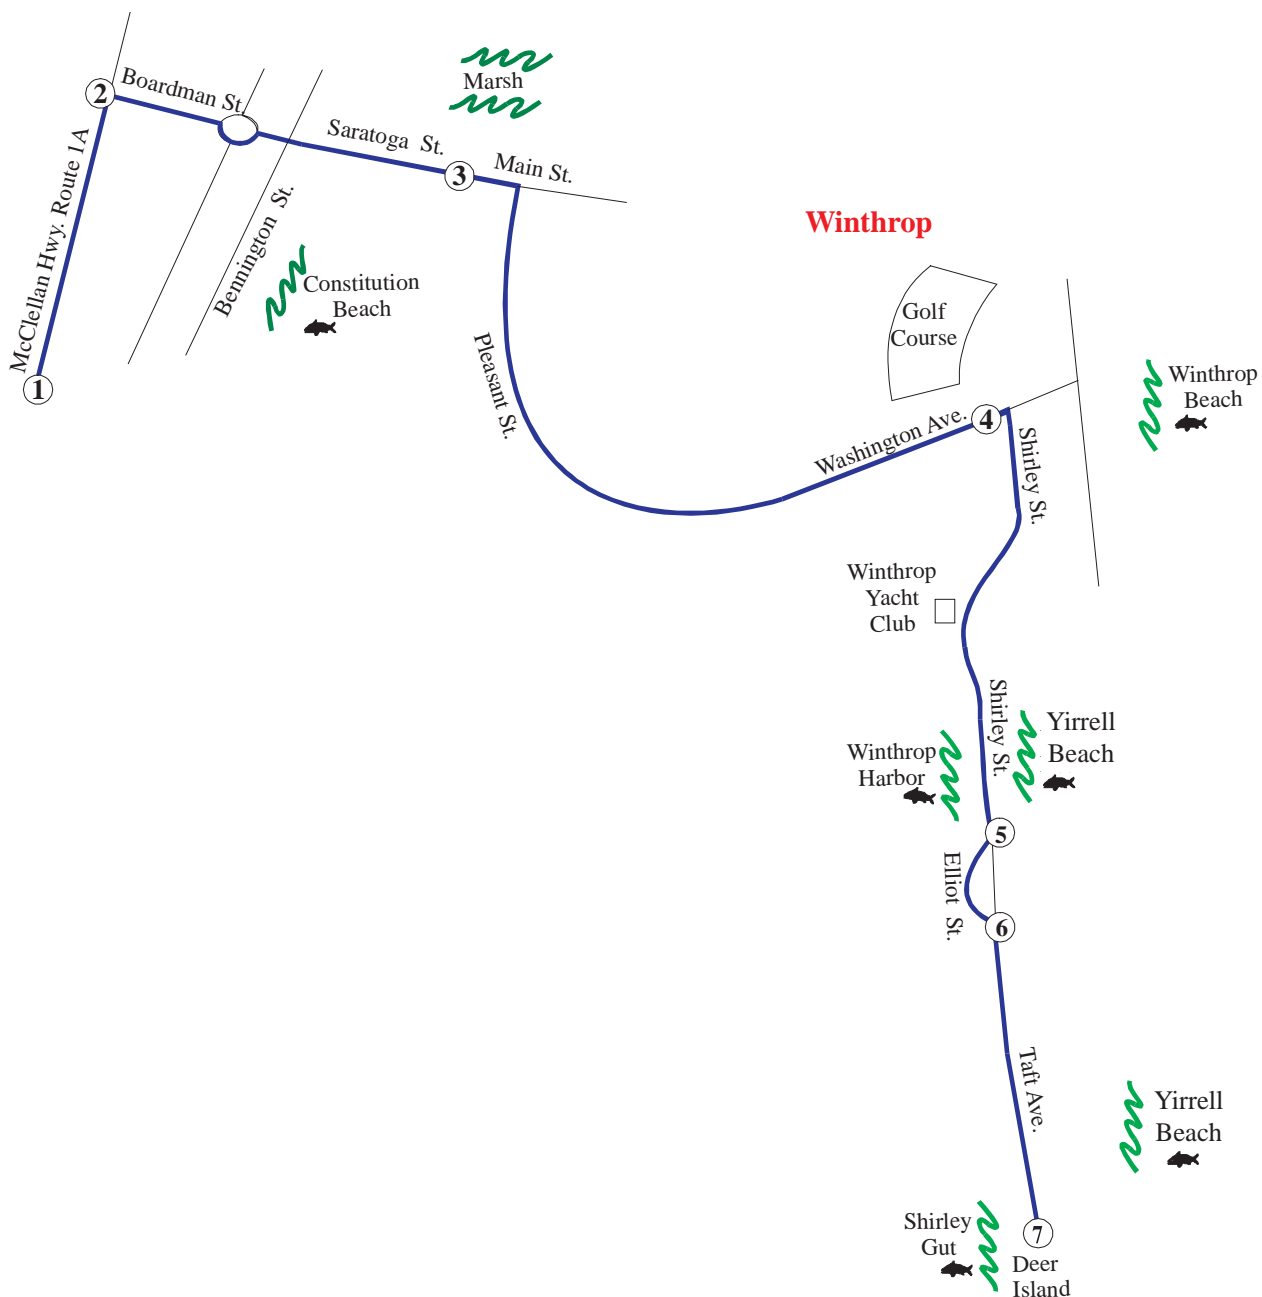 Marsh
2
Boardman St.
Saratoga St.
3
Main St.
McClellan Hwy. Route 1A
Bennington St.
Winthrop
Constitution
Beach
Golf
Course
1
Pleasant St.
Winthrop
Beach
Washington Ave.
4
Shirley St.
Winthrop
Yacht
Club
Shirley St.
Yirrell
Beach
Winthrop
Harbor
5
Elliot St.
6
Taft Ave.
Yirrell
Beach
Shirley
Gut
7
Deer
Island